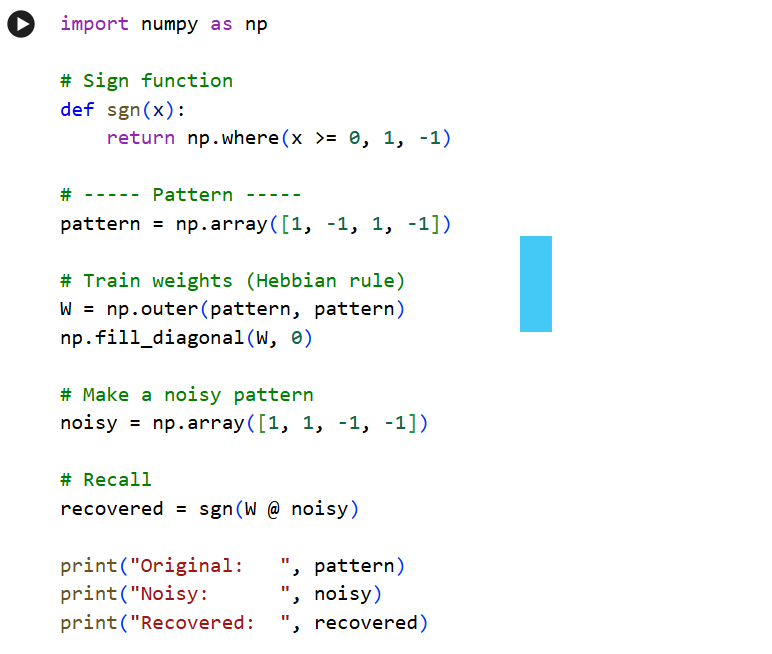 import numpy as np
# Sign function
def sgn(x):
    return np.where(x >= 0, 1, -1)
# ----- Pattern -----
pattern = np.array([1, -1, 1, -1])
# Train weights (Hebbian rule)
W = np.outer(pattern, pattern)
np.fill_diagonal(W, 0)
# Make a noisy pattern
noisy = np.array([1, 1, -1, -1])
# Recall
recovered = sgn(W @ noisy)
print("Original:   ", pattern)
print("Noisy:      ", noisy)
print("Recovered:  ", recovered)